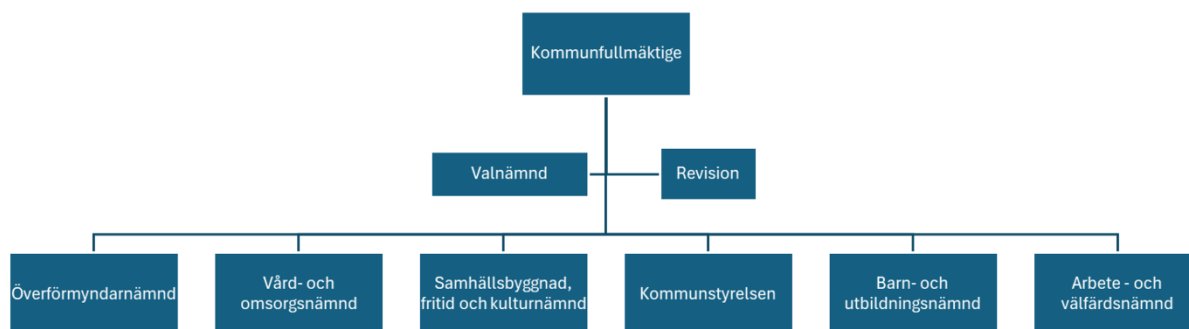 Kommunfullmäktige
Valnämnd
Revision
Överförmyndarnämnd
Vård- och
omsorgsnämnd
Samhällsbyggnad,
fritid och kulturnämnd
Kommunstyrelsen
Barn- och
utbildningsnämnd
Arbete - och
välfärdsnämnd